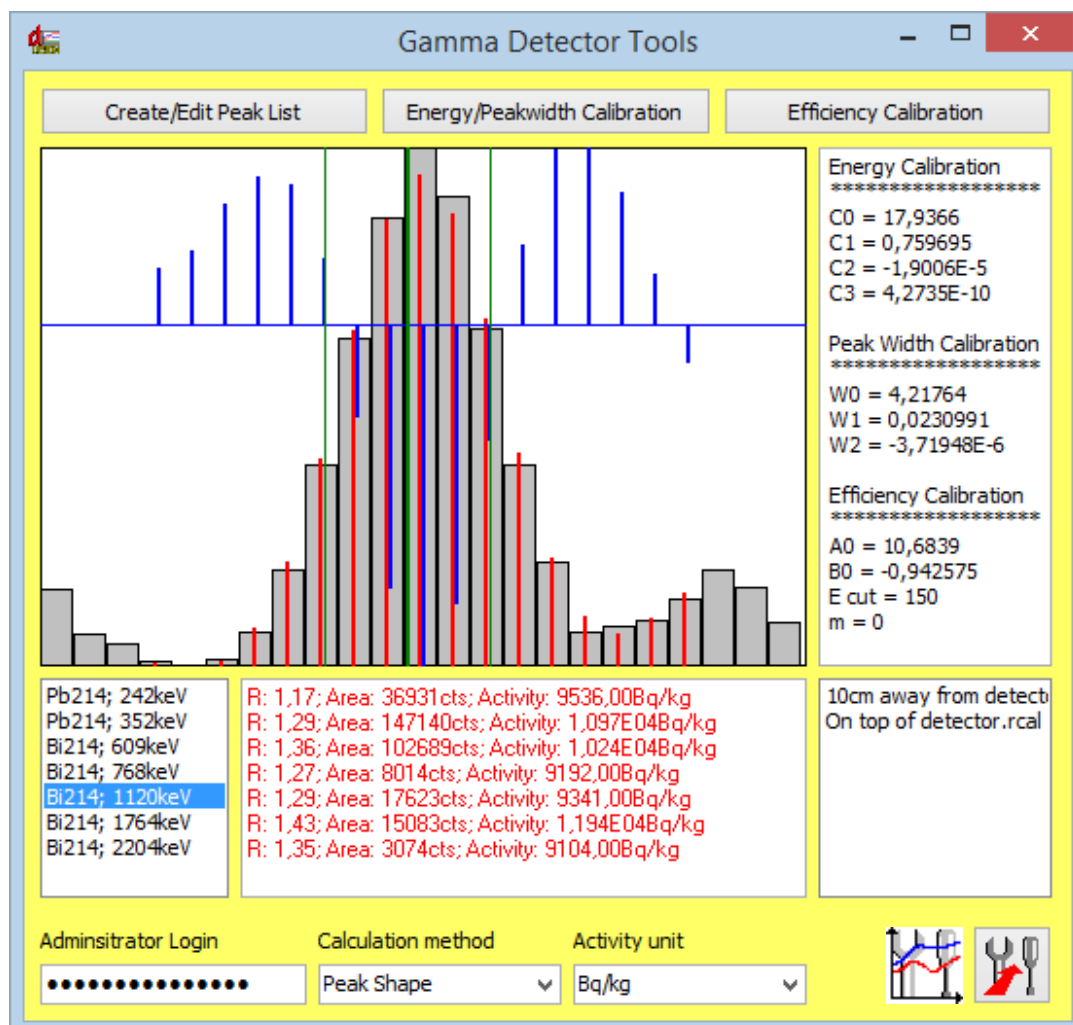 Gamma Detector Tools
Create/Edit Peak List
Energy/Peakwidth Calibration
Efficiency Calibration
Energy Calibration
******************
C0 = 17,9366
C1 = 0,759695
C2 = -1,9006E-5
C3 = 4,2735E-10
Peak Width Calibration
******************
W0 = 4,21764
W1 = 0,0230991
W2 = -3,71948E-6
Efficiency Calibration
******************
A0 = 10,6839
B0 = -0,942575
E cut = 150
m = 0
Pb214; 242keV
Pb214; 352keV
Bi214; 609keV
Bi214; 768keV
Bi214; 1120keV
Bi214; 1764keV
Bi214; 2204keV
R: 1,17; Area: 36931cts; Activity: 9536,00Bq/kg
R: 1,29; Area: 147140cts; Activity: 1,097E04Bq/kg
R: 1,36; Area: 102689cts; Activity: 1,024E04Bq/kg
R: 1,27; Area: 8014cts; Activity: 9192,00Bq/kg
R: 1,29; Area: 17623cts; Activity: 9341,00Bq/kg
R: 1,43; Area: 15083cts; Activity: 1,194E04Bq/kg
R: 1,35; Area: 3074cts; Activity: 9104,00Bq/kg
10cm away from detect
On top of detector.rcal
Adminsitrator Login
Calculation method
Activity unit
●●●●●●●●●●●●●●●
Peak Shape
Bq/kg